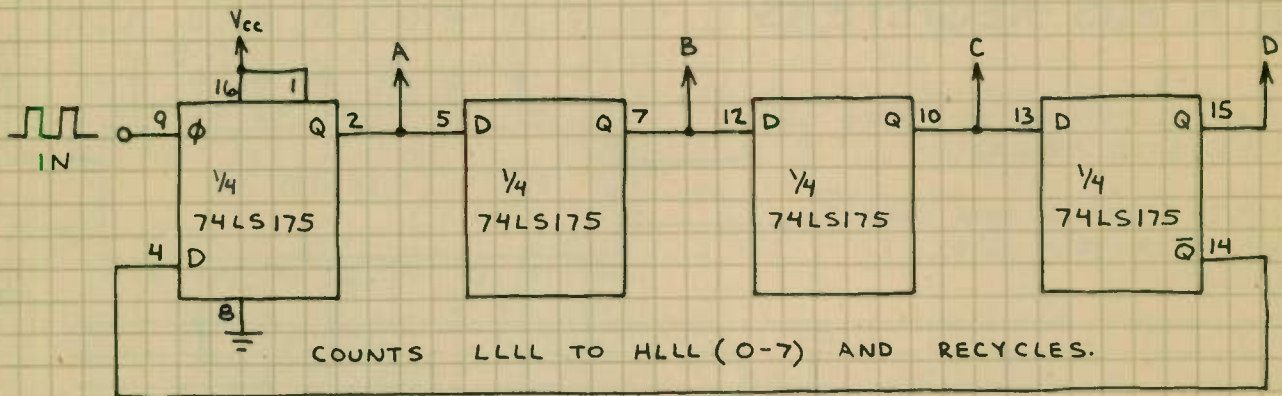 Vcc
A
B
C
D
16 1
IN
9 Φ Q 2
5 D Q 7
12 D Q 10
13 D Q 15
1/4
74LS175
1/4
74LS175
1/4
74LS175
1/4
74LS175
4 D
Q̅ 14
8
COUNTS LLLL TO HLLL (0-7) AND RECYCLES.